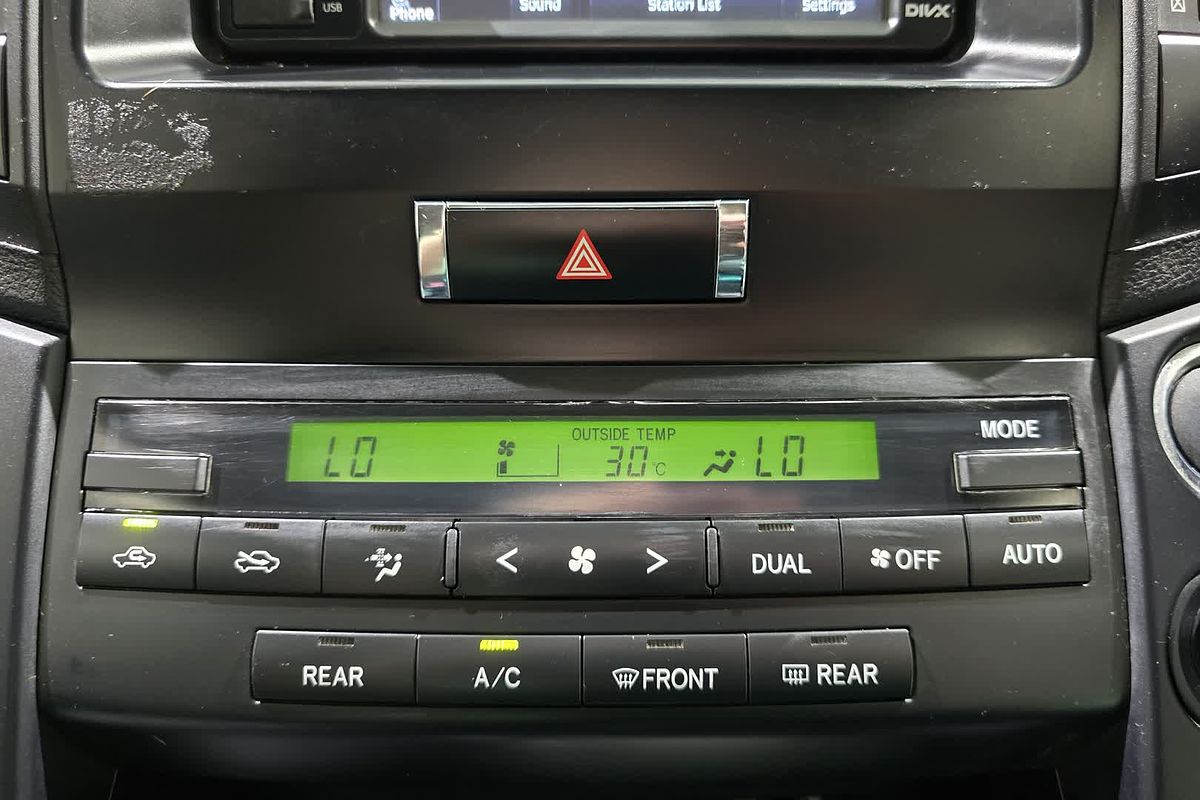 USB
Phone
Sound
Station List
Settings
DIVX
OUTSIDE TEMP
LO
30°C
LO
MODE
DUAL
OFF
AUTO
REAR
A/C
FRONT
REAR